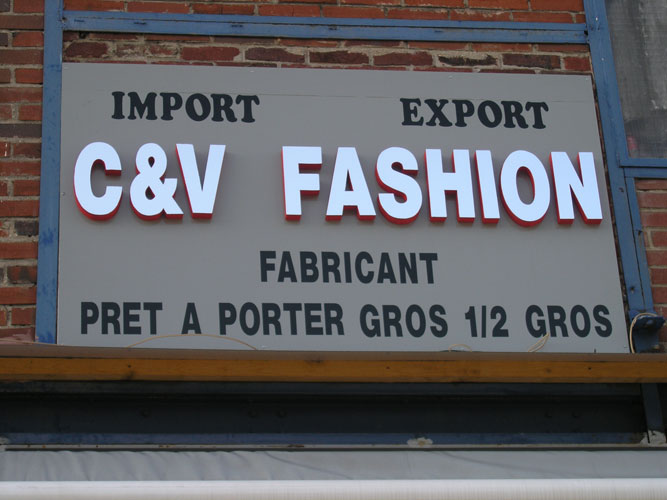 IMPORT EXPORT
C&V FASHION
FABRICANT
PRET A PORTER GROS 1/2 GROS